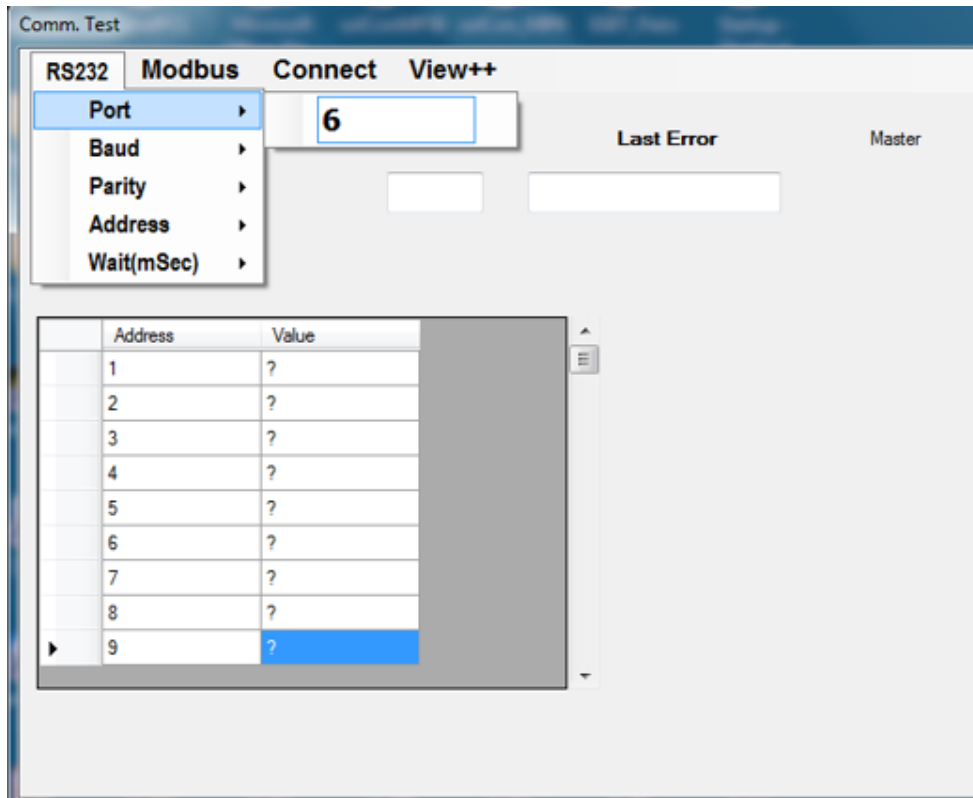 Comm. Test
RS232 Modbus Connect View++
Port 6
Baud
Parity
Address
Wait(mSec)
Last Error
Master
Address Value
1 ?
2 ?
3 ?
4 ?
5 ?
6 ?
7 ?
8 ?
9 ?